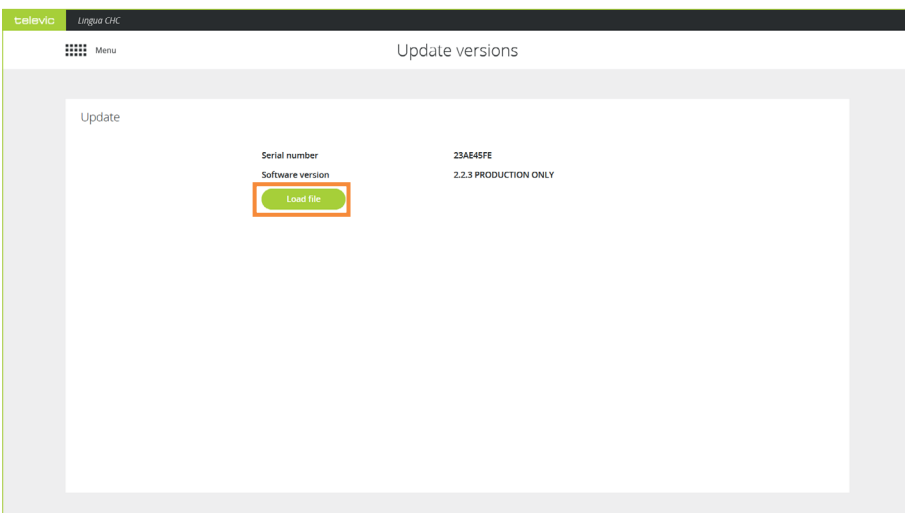 televic Lingua CHC
Menu Update versions
Update
Serial number 23AE45FE
Software version 2.2.3 PRODUCTION ONLY
Load file